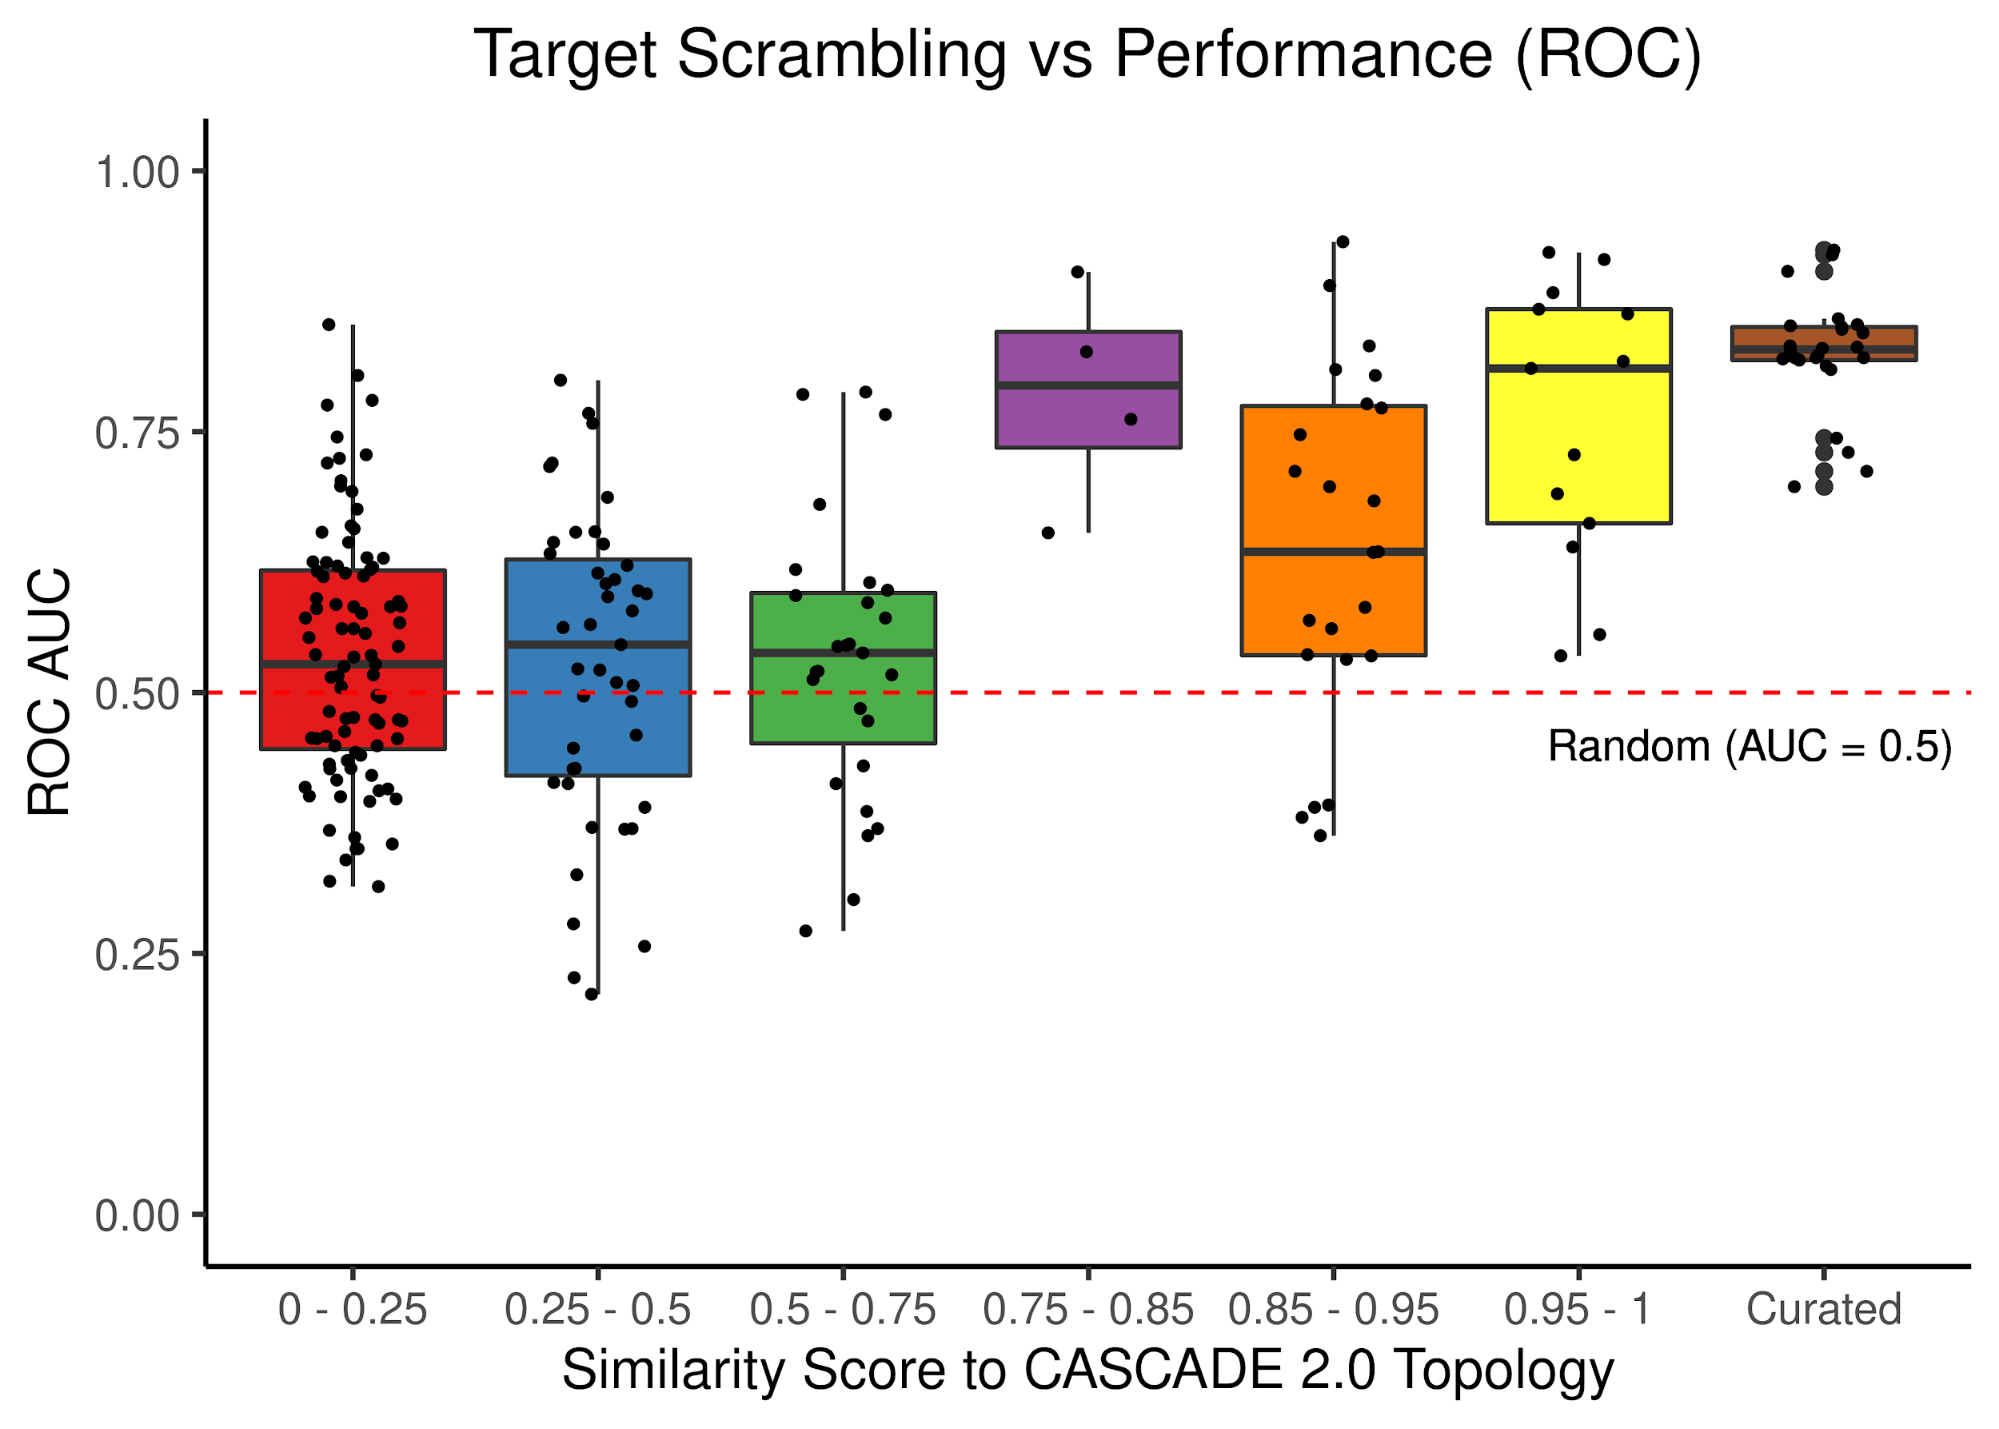 Target Scrambling vs Performance (ROC)
ROC AUC
1.00
0.75
0.50
0.25
0.00
Random (AUC = 0.5)
0 - 0.25 0.25 - 0.5 0.5 - 0.75 0.75 - 0.85 0.85 - 0.95 0.95 - 1 Curated
Similarity Score to CASCADE 2.0 Topology